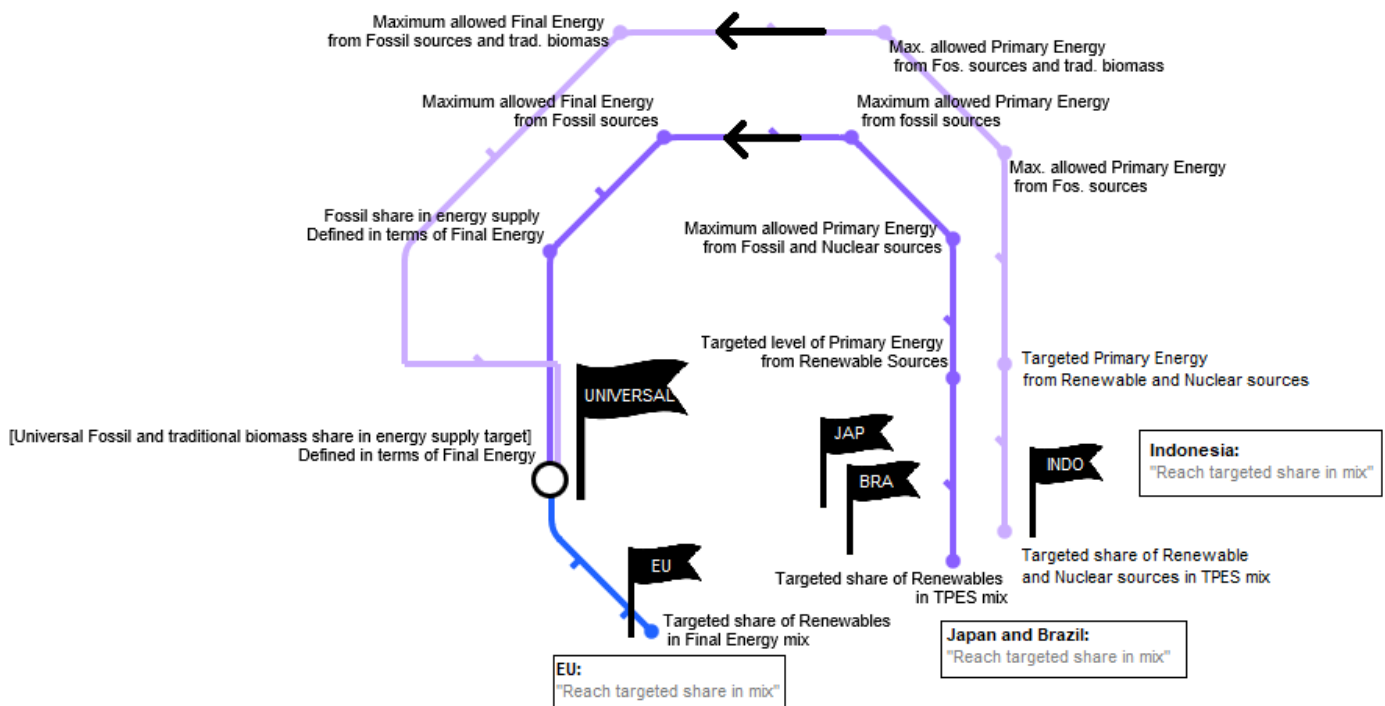 Maximum allowed Final Energy
from Fossil sources and trad. biomass
Max. allowed Primary Energy
from Fos. sources and trad. biomass
Maximum allowed Final Energy
from Fossil sources
Maximum allowed Primary Energy
from fossil sources
Max. allowed Primary Energy
from Fos. sources
Fossil share in energy supply
Defined in terms of Final Energy
Maximum allowed Primary Energy
from Fossil and Nuclear sources
Targeted level of Primary Energy
from Renewable Sources
Targeted Primary Energy
from Renewable and Nuclear sources
UNIVERSAL
[Universal Fossil and traditional biomass share in energy supply target]
Defined in terms of Final Energy
JAP
BRA
INDO
Indonesia:
"Reach targeted share in mix"
EU
Targeted share of Renewables
in TPES mix
Targeted share of Renewable
and Nuclear sources in TPES mix
Targeted share of Renewables
in Final Energy mix
Japan and Brazil:
"Reach targeted share in mix"
EU:
"Reach targeted share in mix"